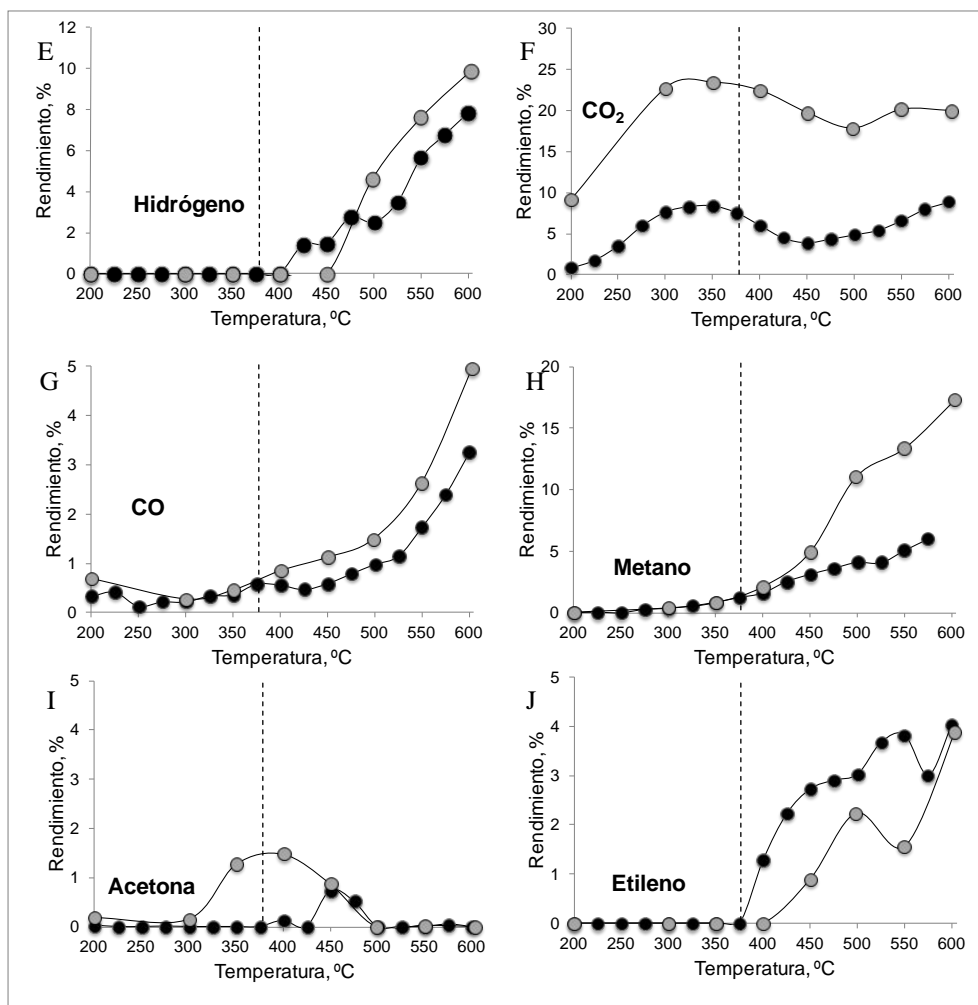 E
Rendimiento, %
12
10
8
6
4
2
0
Hidrógeno
200 250 300 350 400 450 500 550 600
Temperatura, ºC
F
Rendimiento, %
30
25
20
15
10
5
0
CO₂
200 250 300 350 400 450 500 550 600
Temperatura, ºC
G
Rendimiento, %
5
4
3
2
1
0
CO
200 250 300 350 400 450 500 550 600
Temperatura, ºC
H
Rendimiento, %
20
15
10
5
0
Metano
200 250 300 350 400 450 500 550 600
Temperatura, ºC
I
Rendimiento, %
5
4
3
2
1
0
Acetona
200 250 300 350 400 450 500 550 600
Temperatura, ºC
J
Rendimiento, %
5
4
3
2
1
0
Etileno
200 250 300 350 400 450 500 550 600
Temperatura, ºC